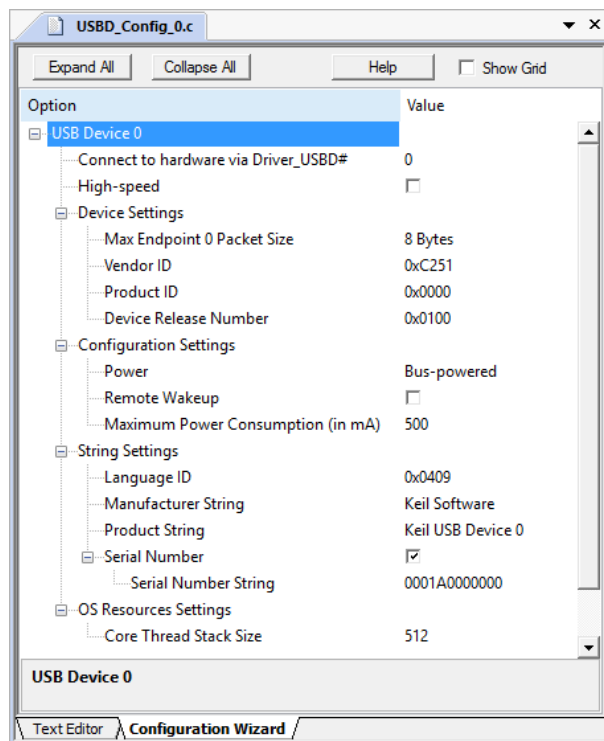 USBD_Config_0.c
Expand All Collapse All Help Show Grid
Option Value
USB Device 0
Connect to hardware via Driver_USBD# 0
High-speed
Device Settings
Max Endpoint 0 Packet Size 8 Bytes
Vendor ID 0xC251
Product ID 0x0000
Device Release Number 0x0100
Configuration Settings
Power Bus-powered
Remote Wakeup
Maximum Power Consumption (in mA) 500
String Settings
Language ID 0x0409
Manufacturer String Keil Software
Product String Keil USB Device 0
Serial Number
Serial Number String 0001A0000000
OS Resources Settings
Core Thread Stack Size 512
USB Device 0
Text Editor Configuration Wizard